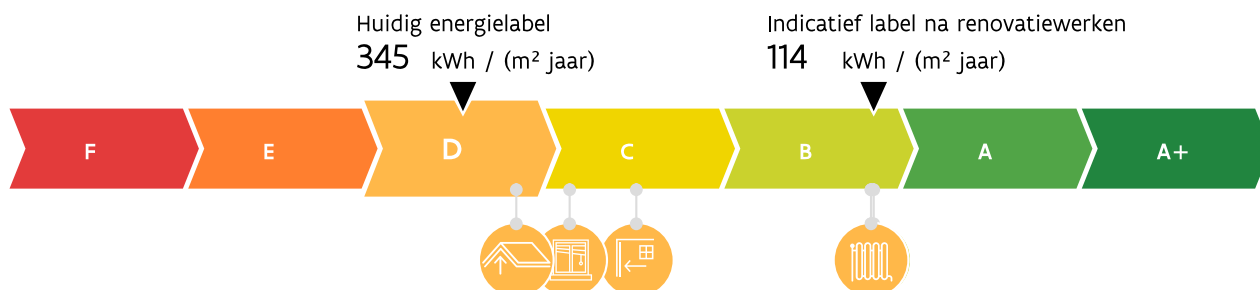 Huidig energielabel
345 kWh / (m² jaar)
Indicatief label na renovatiewerken
114 kWh / (m² jaar)
F E D C B A A+